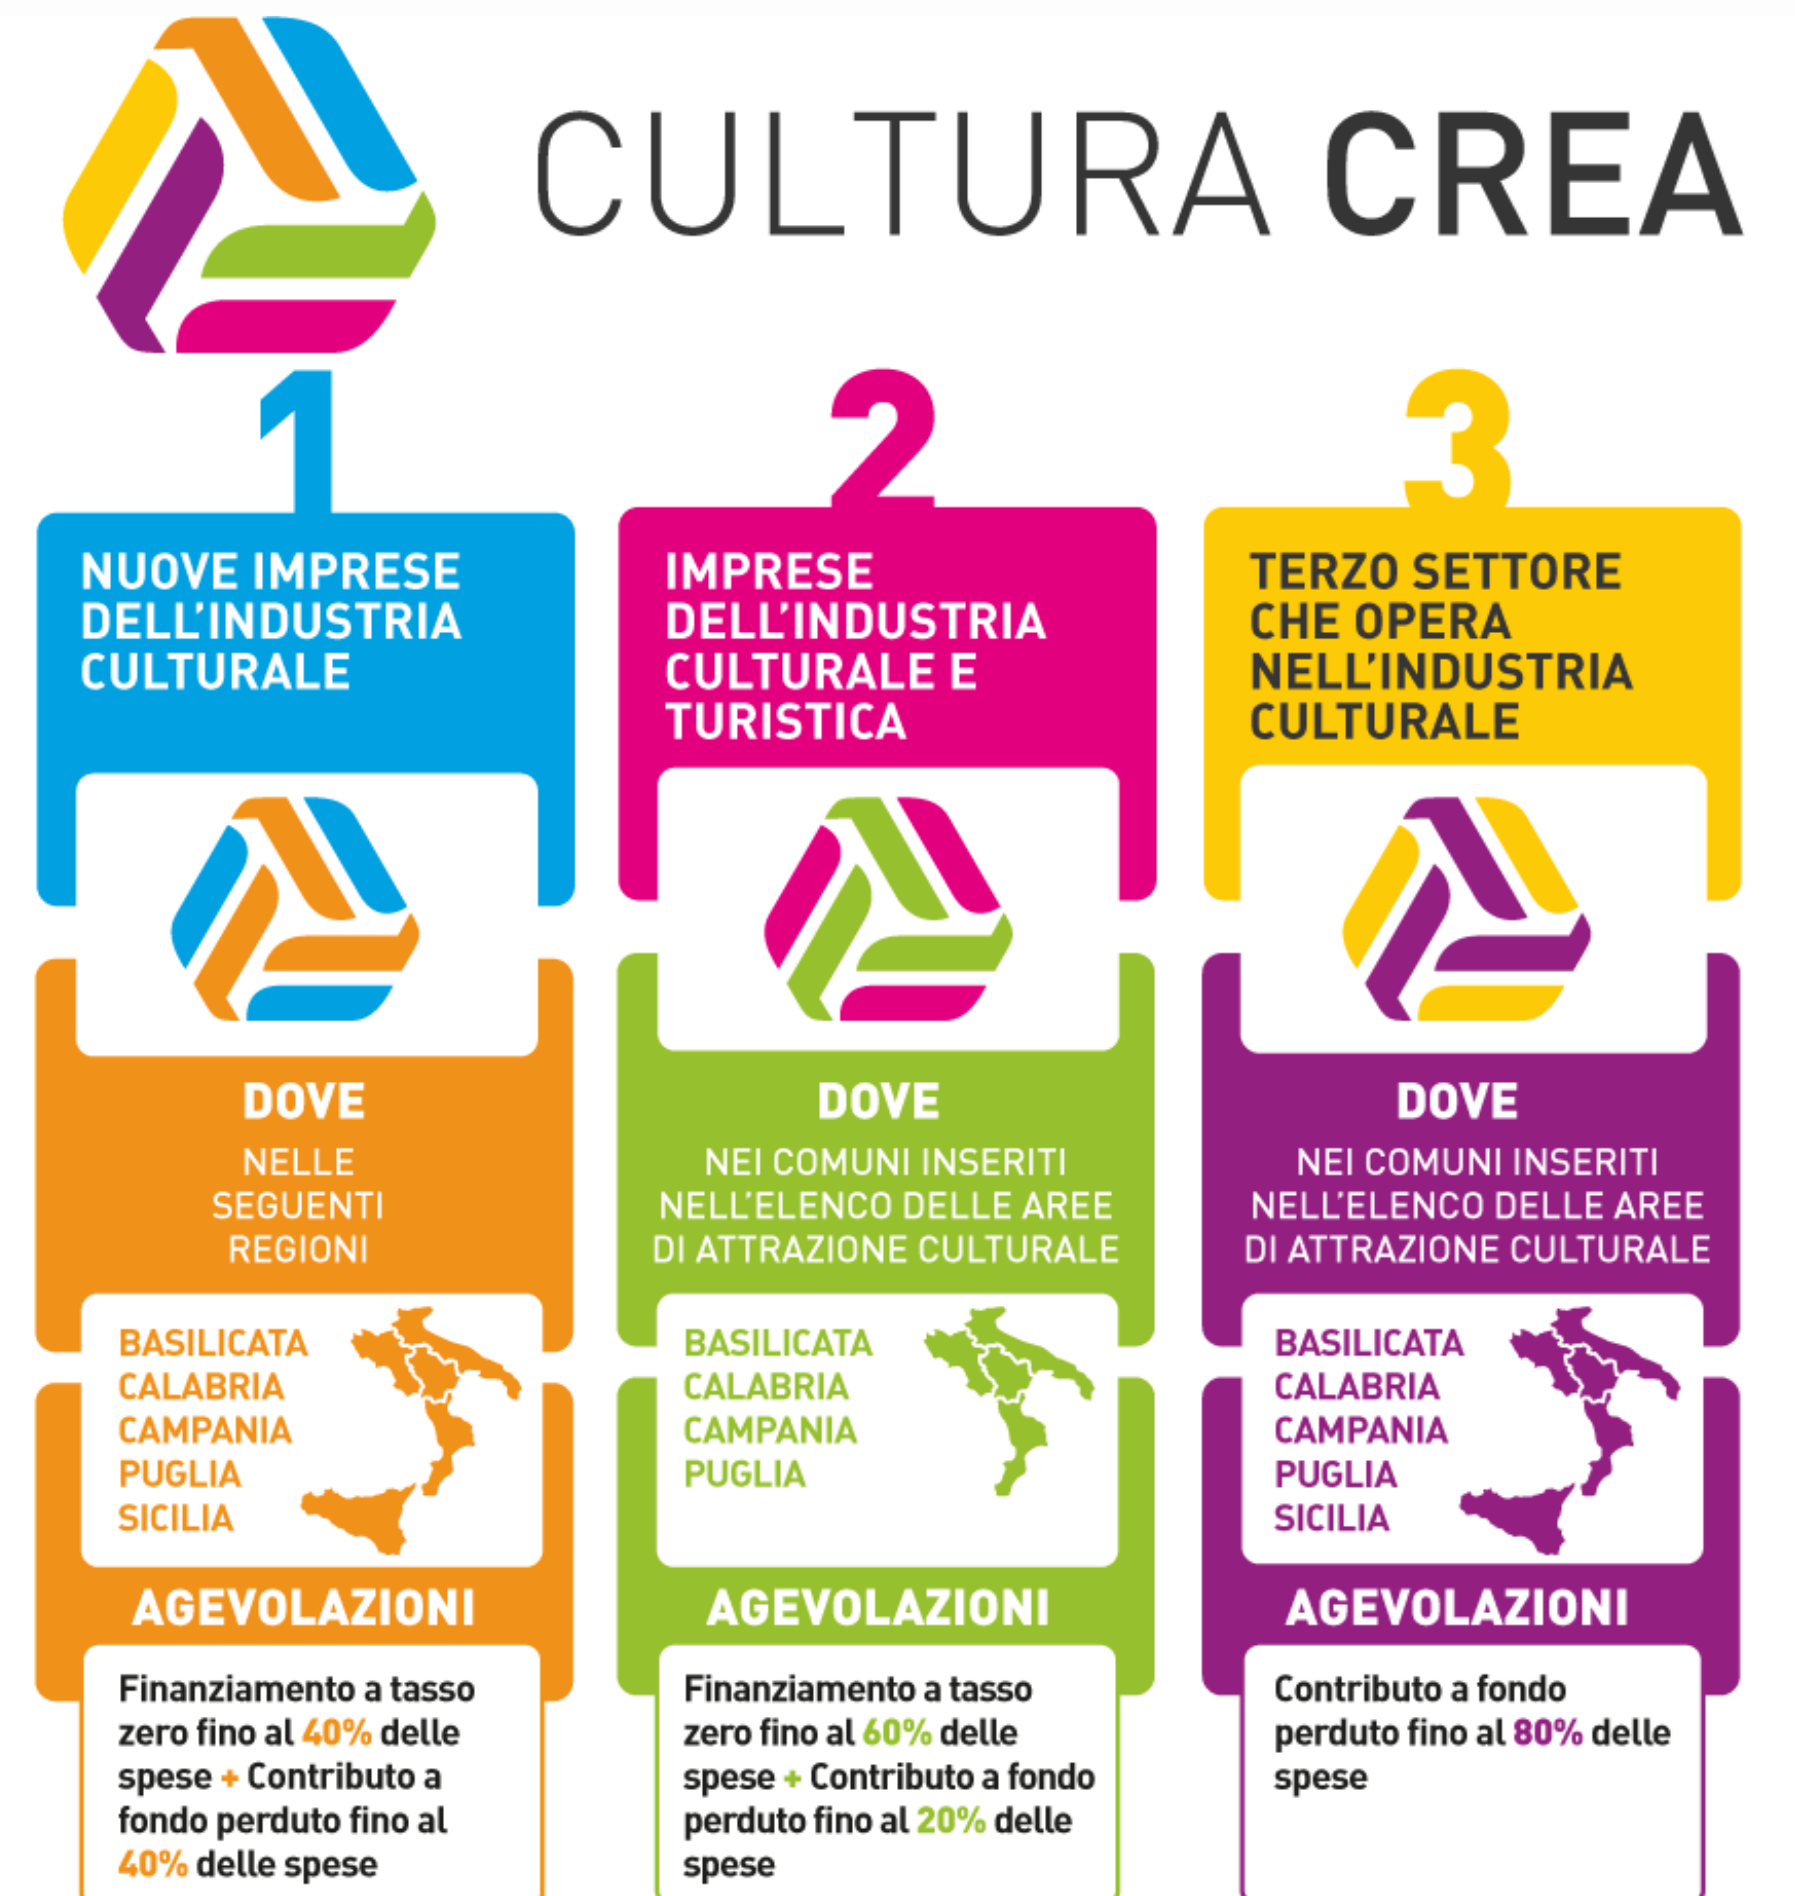 CULTURA CREA
1
NUOVE IMPRESE
DELL'INDUSTRIA
CULTURALE
DOVE
NELLE
SEGUENTI
REGIONI
BASILICATA
CALABRIA
CAMPANIA
PUGLIA
SICILIA
AGEVOLAZIONI
Finanziamento a tasso
zero fino al 40% delle
spese + Contributo a
fondo perduto fino al
40% delle spese
2
IMPRESE
DELL'INDUSTRIA
CULTURALE E
TURISTICA
DOVE
NEI COMUNI INSERITI
NELL'ELENCO DELLE AREE
DI ATTRAZIONE CULTURALE
BASILICATA
CALABRIA
CAMPANIA
PUGLIA
AGEVOLAZIONI
Finanziamento a tasso
zero fino al 60% delle
spese + Contributo a fondo
perduto fino al 20% delle
spese
3
TERZO SETTORE
CHE OPERA
NELL'INDUSTRIA
CULTURALE
DOVE
NEI COMUNI INSERITI
NELL'ELENCO DELLE AREE
DI ATTRAZIONE CULTURALE
BASILICATA
CALABRIA
CAMPANIA
PUGLIA
SICILIA
AGEVOLAZIONI
Contributo a fondo
perduto fino al 80% delle
spese